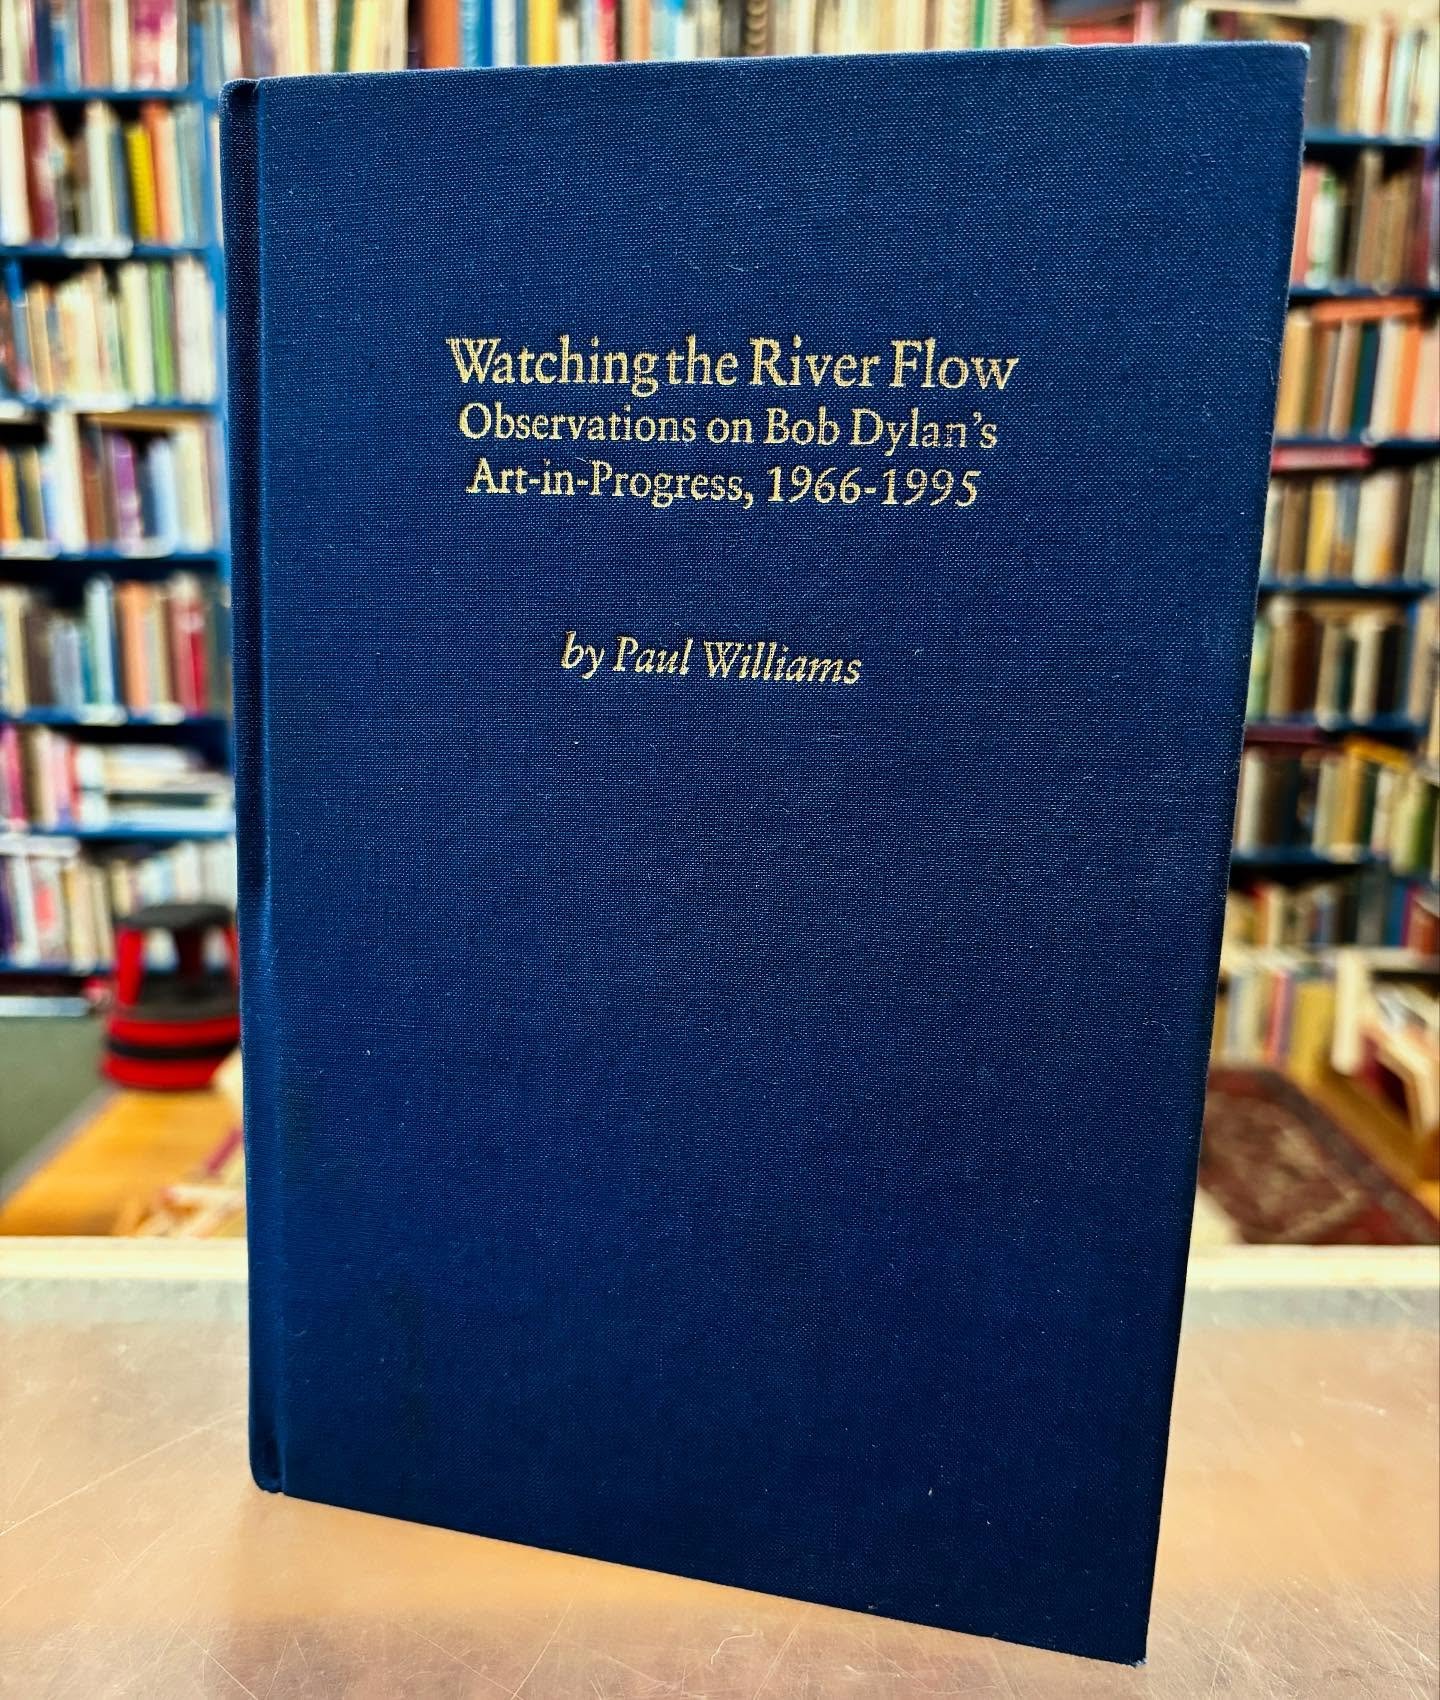 Watching the River Flow
Observations on Bob Dylan's
Art-in-Progress, 1966-1995
by Paul Williams